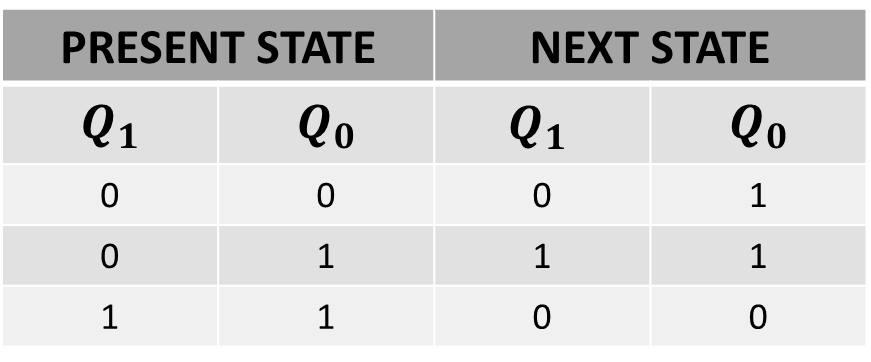 PRESENT STATE NEXT STATE
Q₁ Q₀ Q₁ Q₀
0 0 0 1
0 1 1 1
1 1 0 0